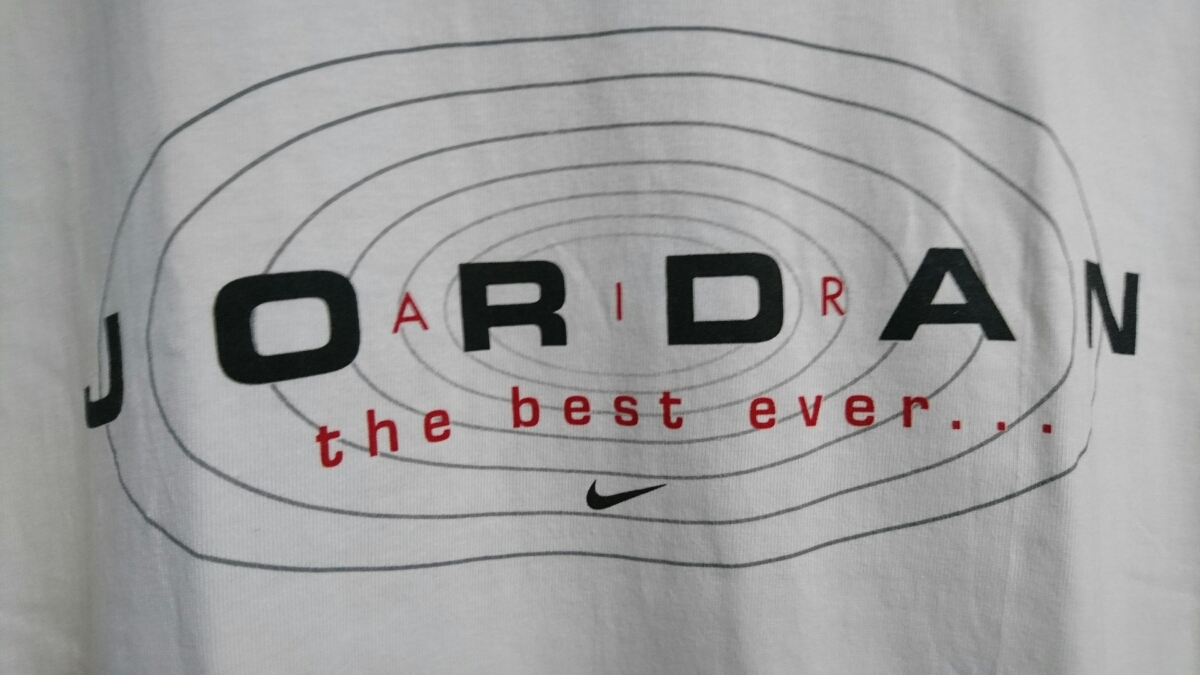 JORDAN
AIR
the best ever...